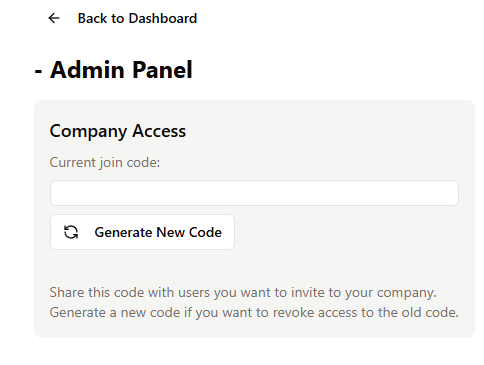 Back to Dashboard
- Admin Panel
Company Access
Current join code:
Generate New Code
Share this code with users you want to invite to your company.
Generate a new code if you want to revoke access to the old code.